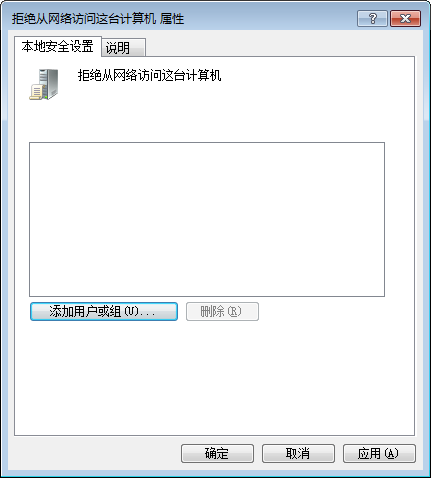 拒绝从网络访问这台计算机 属性
本地安全设置 说明
拒绝从网络访问这台计算机
添加用户或组(U)... 删除(R)
确定 取消 应用(A)